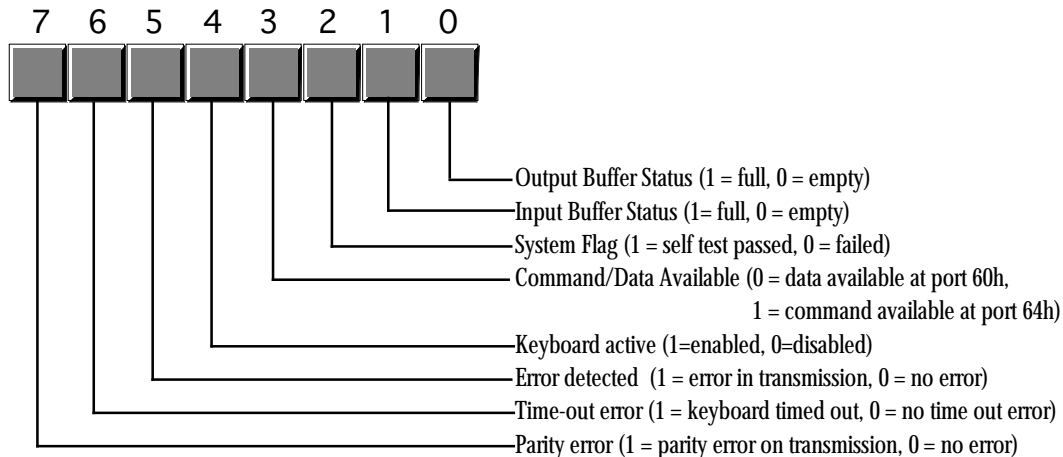 7 6 5 4 3 2 1 0
Output Buffer Status (1 = full, 0 = empty)
Input Buffer Status (1= full, 0 = empty)
System Flag (1 = self test passed, 0 = failed)
Command/Data Available (0 = data available at port 60h,
1 = command available at port 64h)
Keyboard active (1=enabled, 0=disabled)
Error detected (1 = error in transmission, 0 = no error)
Time-out error (1 = keyboard timed out, 0 = no time out error)
Parity error (1 = parity error on transmission, 0 = no error)